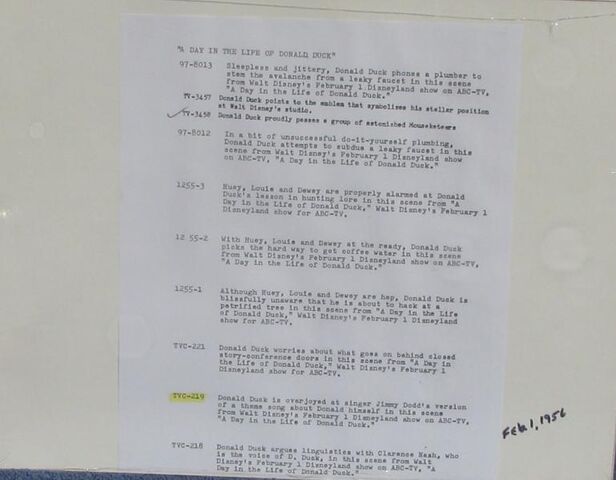 "A DAY IN THE LIFE OF DONALD DUCK"
97-8013 Sleepless and jittery, Donald Duck phones a plumber to
stem the avalanche from a leaky faucet in this scene
from Walt Disney's February 1 Disneyland show on ABC-TV,
"A Day in the Life of Donald Duck."
TV-3457 Donald Duck points to the emblem that symbolizes his stellar position
at Walt Disney's studio.
TV-3458 Donald Duck proudly passes a group of astonished Mouseketeers
97-8012 In a bit of unsuccessful do-it-yourself plumbing,
Donald Duck attempts to subdue a leaky faucet in this
scene from Walt Disney's February 1 Disneyland show
on ABC-TV, "A Day in the Life of Donald Duck."
1255-3 Huey, Louie and Dewey are properly alarmed at Donald
Duck's lesson in hunting lore in this scene from "A
Day in the Life of Donald Duck," Walt Disney's February 1
Disneyland show for ABC-TV.
12 55-2 With Huey, Louie and Dewey at the ready, Donald Duck
picks the hard way to get coffee water in this scene
from Walt Disney's February 1 Disneyland show on ABC-TV,
"A Day in the Life of Donald Duck."
1255-1 Although Huey, Louie and Dewey are hep, Donald Duck is
blissfully unaware that he is about to hack at a
petrified tree in this scene from "A Day in the Life
of Donald Duck," Walt Disney's February 1 Disneyland
show for ABC-TV.
TVC-221 Donald Duck worries about what goes on behind closed
story-conference doors in this scene from "A Day in
the Life of Donald Duck," Walt Disney's February 1
Disneyland show for ABC-TV.
TVC-219 Donald Duck is overjoyed at singer Jimmy Dodd's version
of a theme song about Donald himself in this scene
from Walt Disney's February 1 Disneyland show on ABC-TV,
"A Day in the Life of Donald Duck."
Feb. 1, 1956
TVC-218 Donald Duck argues linguistics with Clarence Nash, who
is the voice of D. Duck, in this scene from Walt
Disney's February 1 Disneyland show on ABC-TV, "A
Day in the Life of Donald Duck."